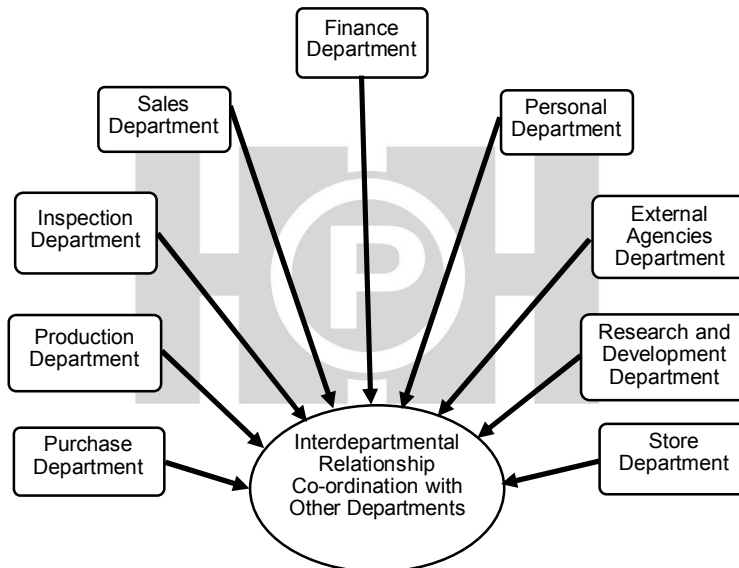 Finance
Department
Sales
Department
Personal
Department
Inspection
Department
External
Agencies
Department
Production
Department
Research and
Development
Department
Purchase
Department
Interdepartmental
Relationship
Co-ordination with
Other Departments
Store
Department
H P H